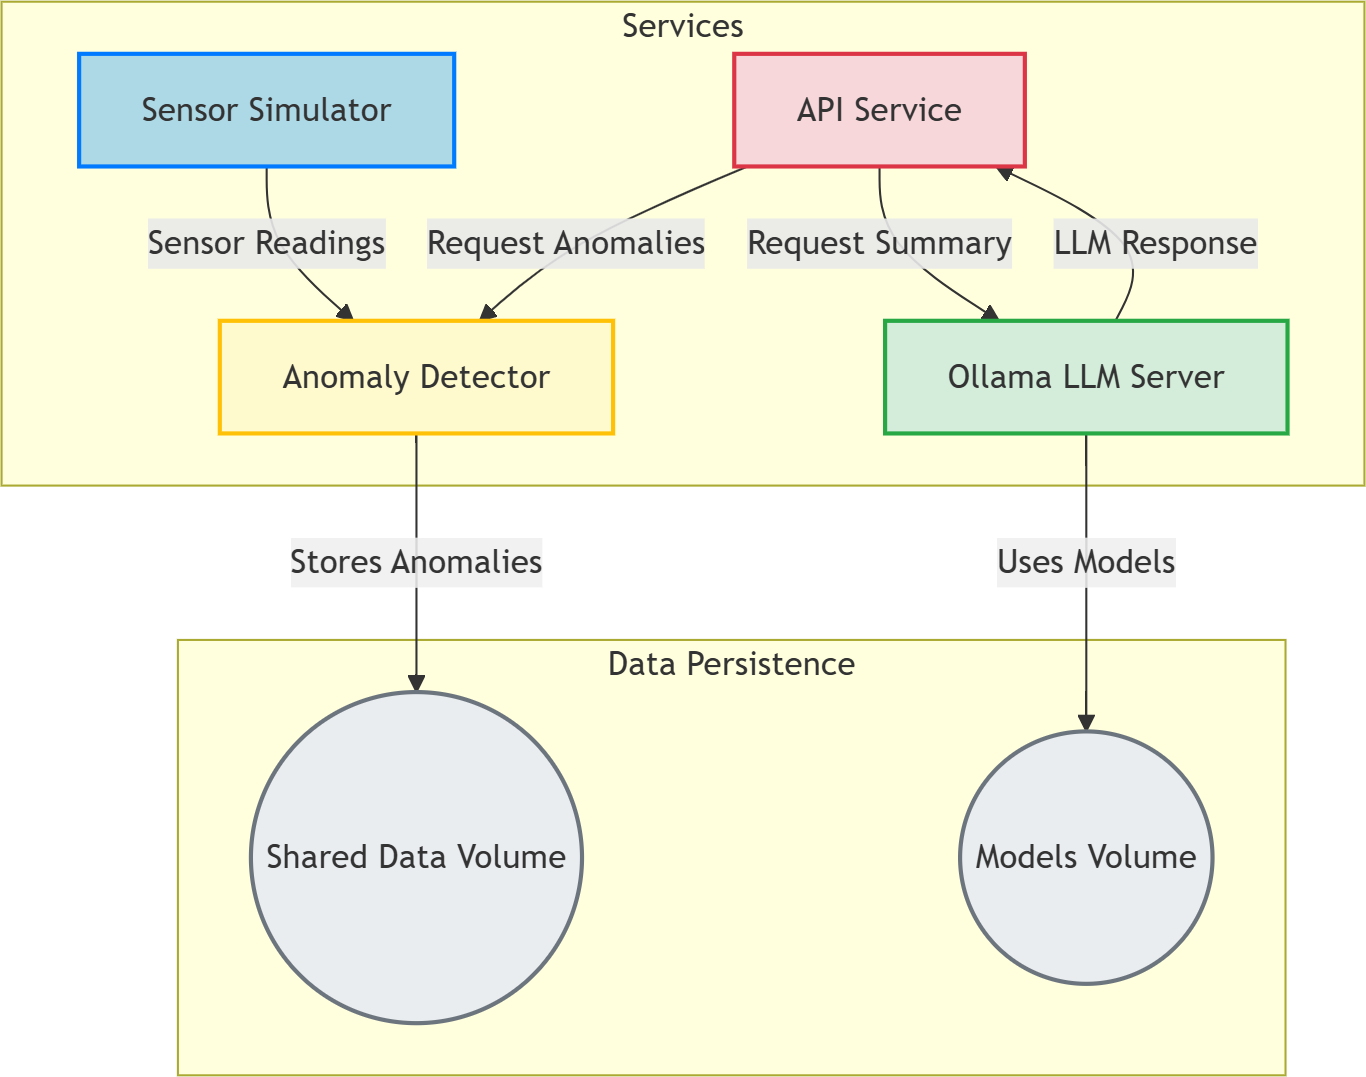 Services
Sensor Simulator
API Service
Sensor Readings
Request Anomalies
Request Summary
LLM Response
Anomaly Detector
Ollama LLM Server
Stores Anomalies
Uses Models
Data Persistence
Shared Data Volume
Models Volume